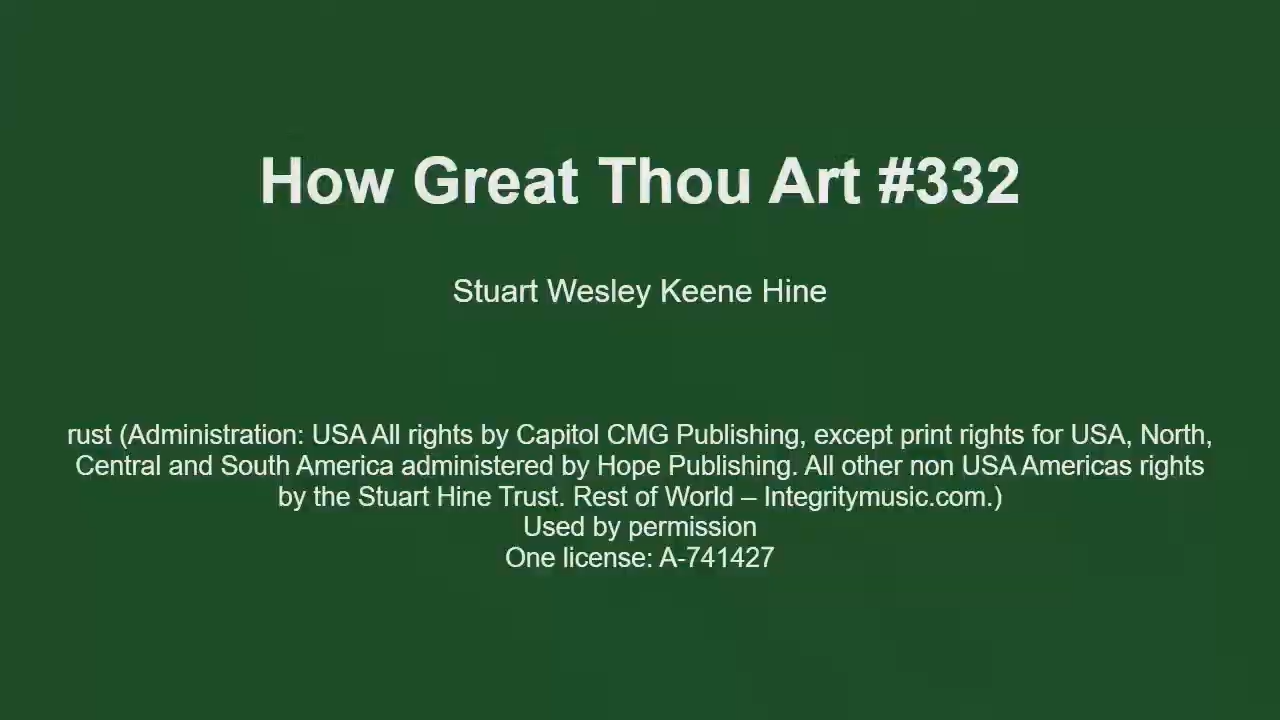 How Great Thou Art #332
Stuart Wesley Keene Hine
rust (Administration: USA All rights by Capitol CMG Publishing, except print rights for USA, North,
Central and South America administered by Hope Publishing. All other non USA Americas rights
by the Stuart Hine Trust. Rest of World – Integritymusic.com.)
Used by permission
One license: A-741427